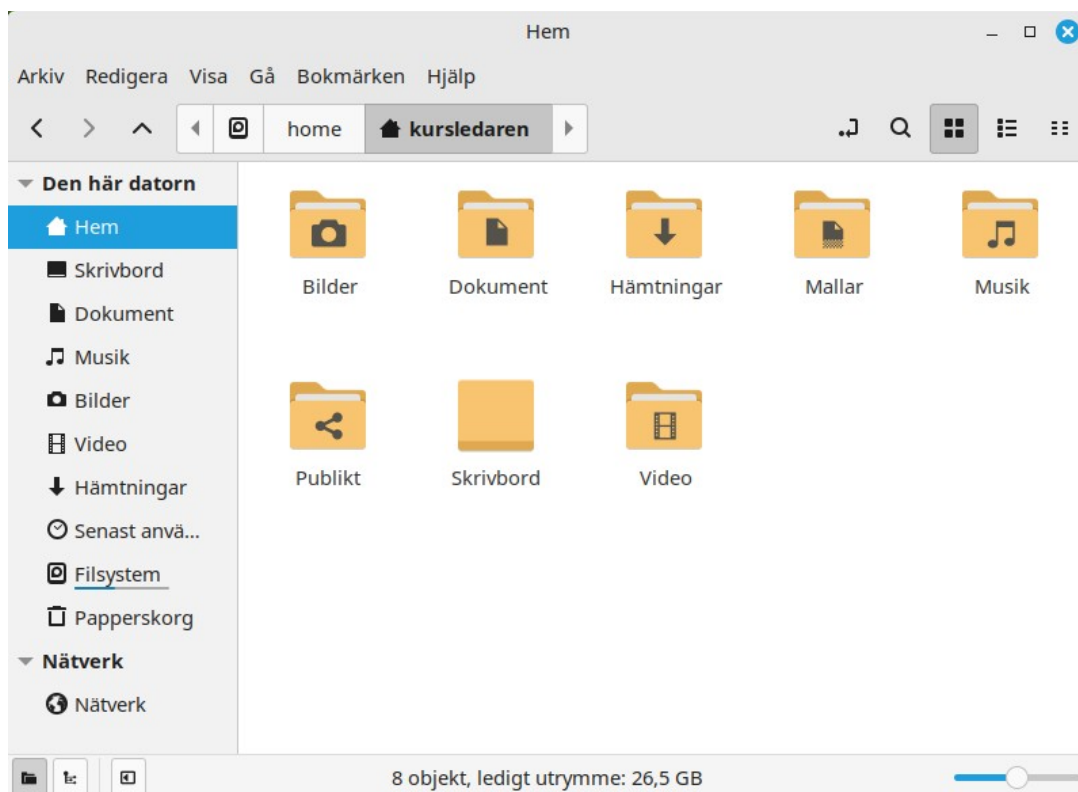 Hem
Arkiv Redigera Visa Gå Bokmärken Hjälp
home kursledaren
Den här datorn
Hem
Skrivbord
Dokument
Musik
Bilder
Video
Hämtningar
Senast anvä...
Filsystem
Papperskorg
Nätverk
Nätverk
Bilder Dokument Hämtningar Mallar Musik
Publikt Skrivbord Video
8 objekt, ledigt utrymme: 26,5 GB